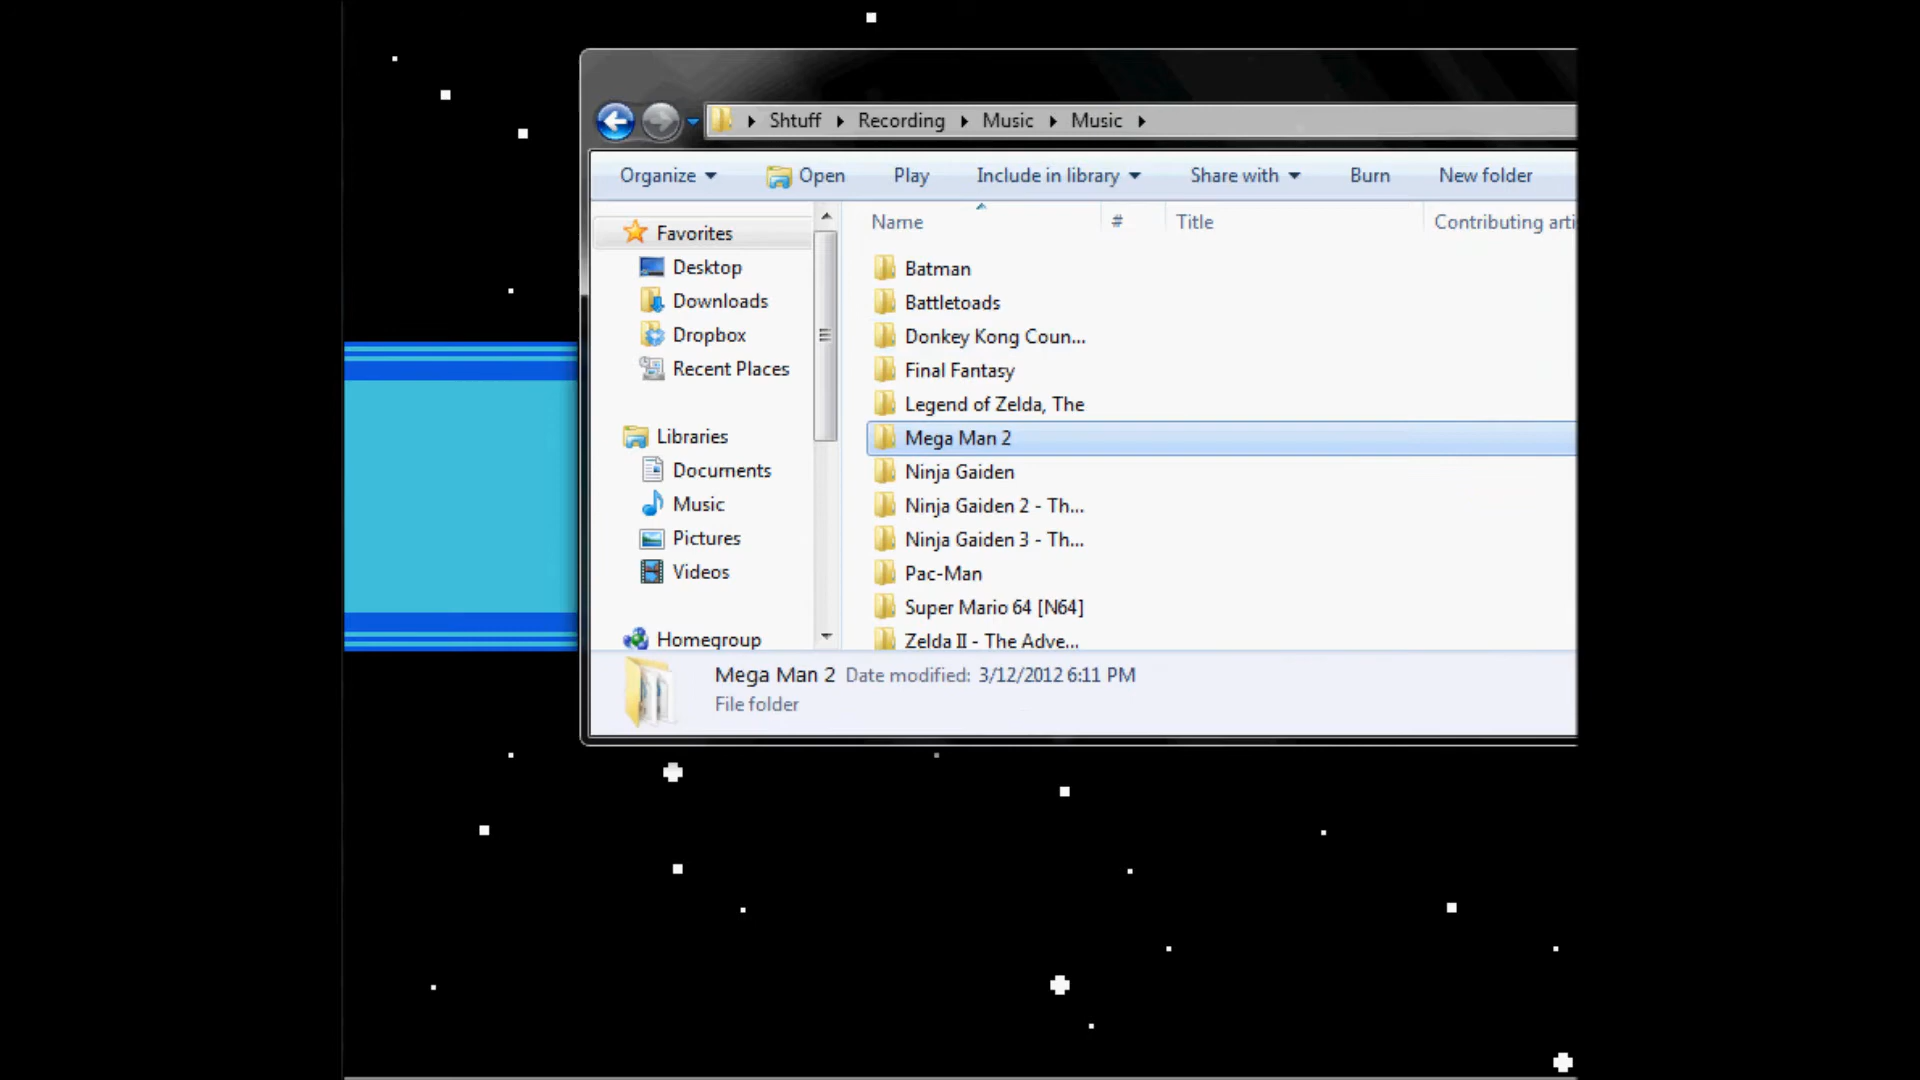 Shtuff Recording Music Music
Organize Open Play Include in library Share with Burn New folder
Name # Title Contributing arti
Favorites
Desktop
Downloads
Dropbox
Recent Places
Libraries
Documents
Music
Pictures
Videos
Homegroup
Batman
Battletoads
Donkey Kong Coun...
Final Fantasy
Legend of Zelda, The
Mega Man 2
Ninja Gaiden
Ninja Gaiden 2 - Th...
Ninja Gaiden 3 - Th...
Pac-Man
Super Mario 64 [N64]
Zelda II - The Adve...
Mega Man 2 Date modified: 3/12/2012 6:11 PM
File folder